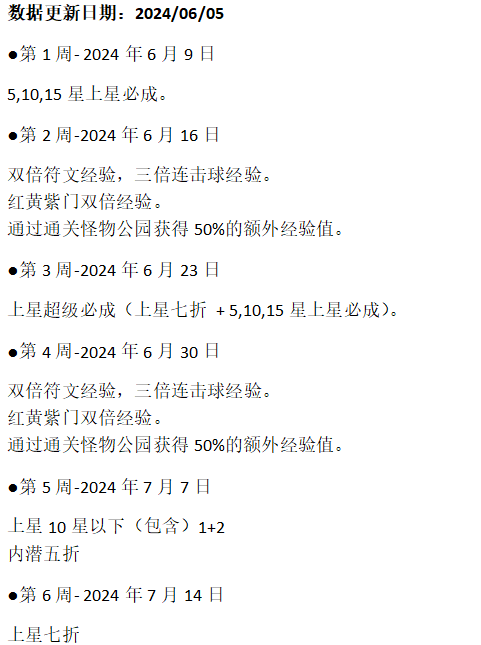 数据更新日期：2024/06/05
●第 1 周- 2024 年 6 月 9 日
5,10,15 星上星必成。
●第 2 周-2024 年 6 月 16 日
双倍符文经验，三倍连击球经验。
红黄紫门双倍经验。
通过通关怪物公园获得 50%的额外经验值。
●第 3 周-2024 年 6 月 23 日
上星超级必成（上星七折 + 5,10,15 星上星必成）。
●第 4 周-2024 年 6 月 30 日
双倍符文经验，三倍连击球经验。
红黄紫门双倍经验。
通过通关怪物公园获得 50%的额外经验值。
●第 5 周-2024 年 7 月 7 日
上星 10 星以下（包含）1+2
内潜五折
●第 6 周- 2024 年 7 月 14 日
上星七折